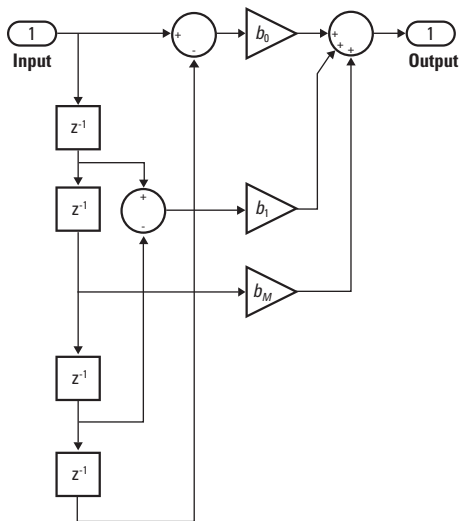 1
Input
+
-
b₀
+
+
+
1
Output
z⁻¹
z⁻¹
+
-
b₁
b_M
z⁻¹
z⁻¹